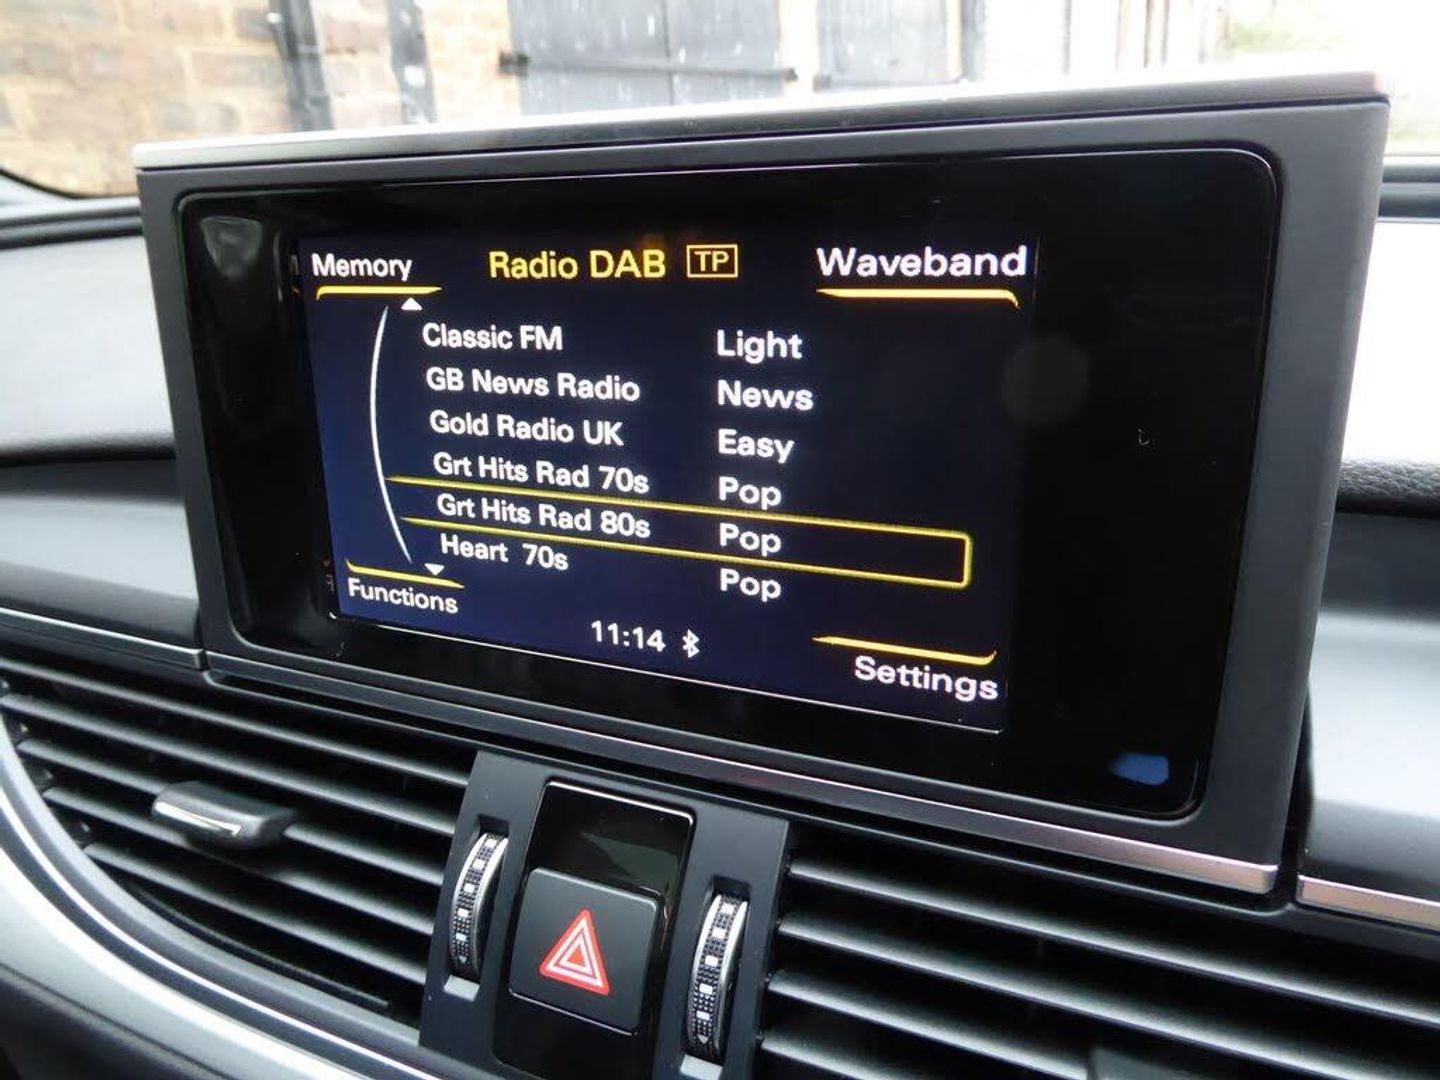 Memory Radio DAB TP Waveband
Classic FM Light
GB News Radio News
Gold Radio UK Easy
Grt Hits Rad 70s Pop
Grt Hits Rad 80s Pop
Heart 70s Pop
Functions
11:14
Settings